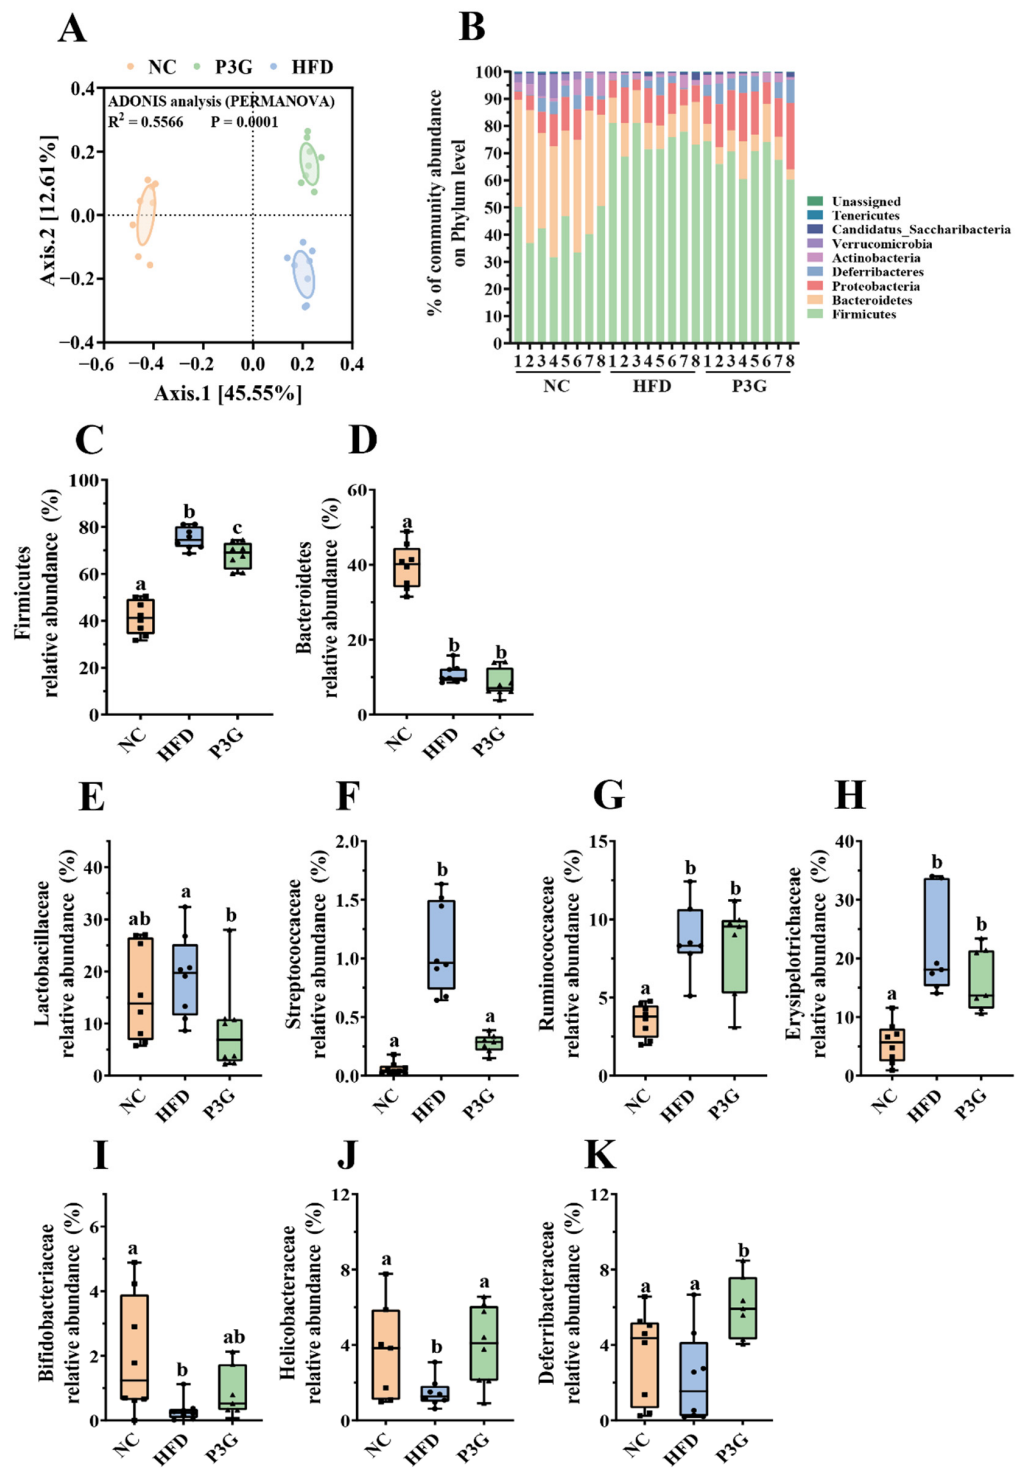 A
NC P3G HFD
ADONIS analysis (PERMANOVA)
R² = 0.5566 P = 0.0001
Axis.2 [12.61%]
0.4
0.2
0.0
−0.2
−0.4
−0.6 −0.4 −0.2 0.0 0.2 0.4
Axis.1 [45.55%]
B
% of community abundance
on Phylum level
100
90
80
70
60
50
40
30
20
10
0
1 2 3 4 5 6 7 8 1 2 3 4 5 6 7 8 1 2 3 4 5 6 7 8
NC HFD P3G
Unassigned
Tenericutes
Candidatus_Saccharibacteria
Verrucomicrobia
Actinobacteria
Deferribacteres
Proteobacteria
Bacteroidetes
Firmicutes
C
Firmicutes
relative abundance (%)
100
80
60
40
20
0
a b c
NC HFD P3G
D
Bacteroidetes
relative abundance (%)
60
40
20
0
a b b
NC HFD P3G
E
Lactobacillaceae
relative abundance (%)
40
30
20
10
0
ab a b
NC HFD P3G
F
Streptococcaceae
relative abundance (%)
2.0
1.5
1.0
0.5
0.0
a b a
NC HFD P3G
G
Ruminococcaceae
relative abundance (%)
15
10
5
0
a b b
NC HFD P3G
H
Erysipelotrichaceae
relative abundance (%)
40
30
20
10
0
a b b
NC HFD P3G
I
Bifidobacteriaceae
relative abundance (%)
6
4
2
0
a b ab
NC HFD P3G
J
Helicobacteraceae
relative abundance (%)
12
8
4
0
a b a
NC HFD P3G
K
Deferribacteraceae
relative abundance (%)
12
8
4
0
a a b
NC HFD P3G